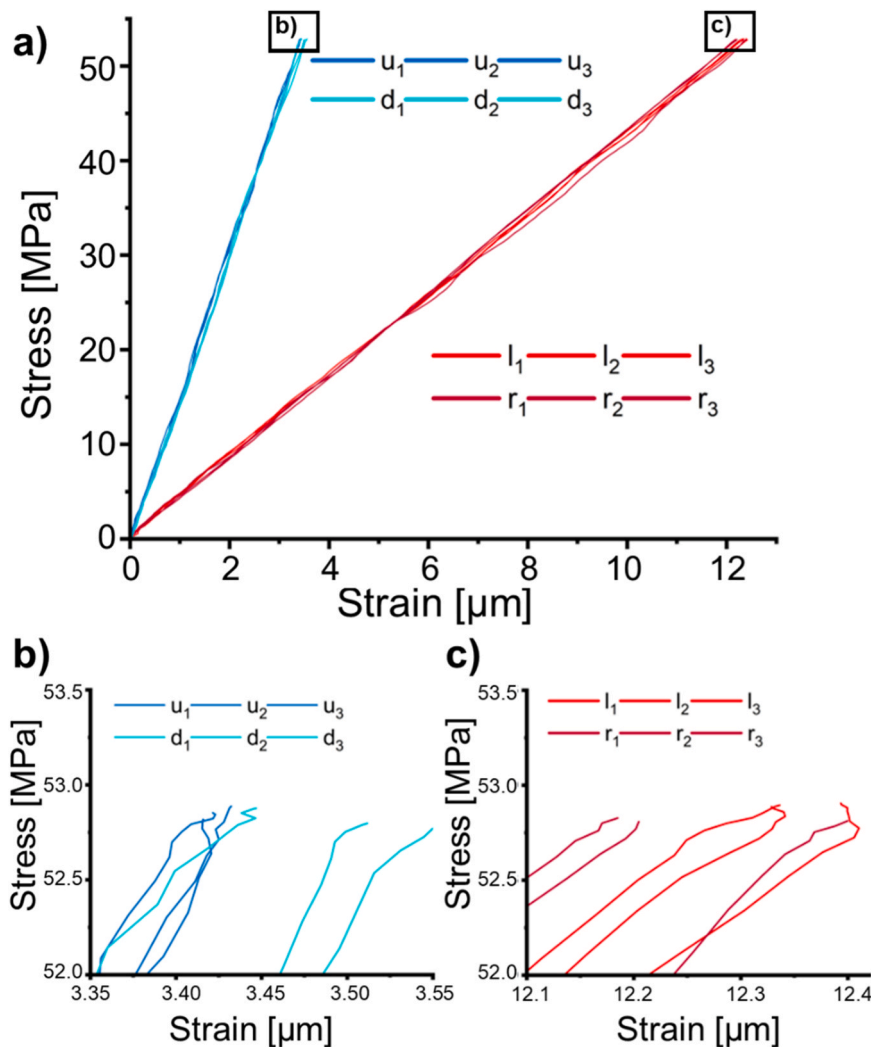 a)
b)
c)
50
40
30
20
10
0
Stress [MPa]
u₁ u₂ u₃
d₁ d₂ d₃
l₁ l₂ l₃
r₁ r₂ r₃
0 2 4 6 8 10 12
Strain [µm]
b)
53.5
53.0
52.5
52.0
Stress [MPa]
u₁ u₂ u₃
d₁ d₂ d₃
3.35 3.40 3.45 3.50 3.55
Strain [µm]
c)
53.5
53.0
52.5
52.0
Stress [MPa]
l₁ l₂ l₃
r₁ r₂ r₃
12.1 12.2 12.3 12.4
Strain [µm]